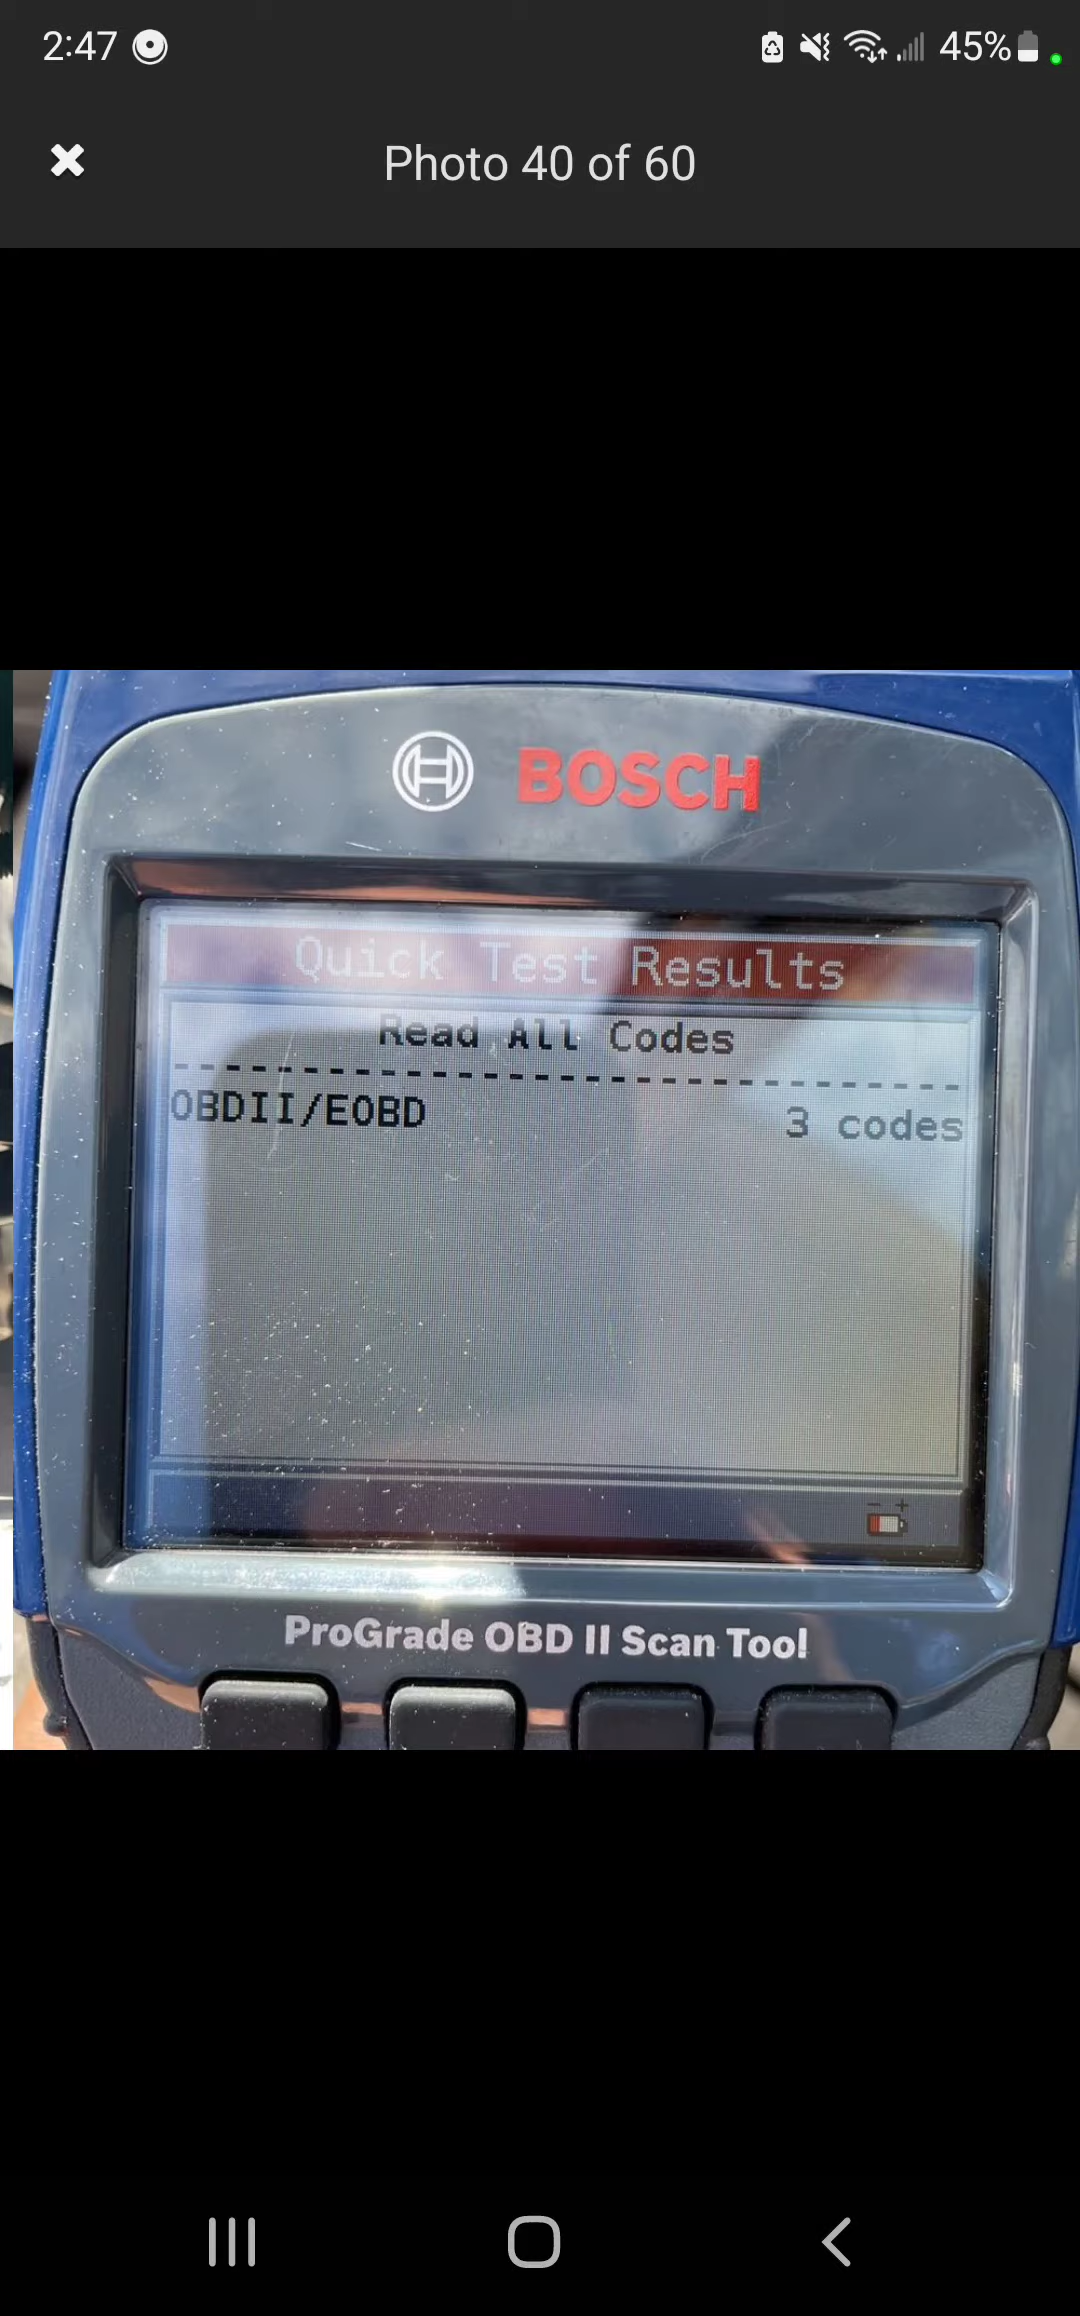 2:47
45%
Photo 40 of 60
BOSCH
Quick Test Results
Read All Codes
OBDII/EOBD 3 codes
ProGrade OBD II Scan Tool